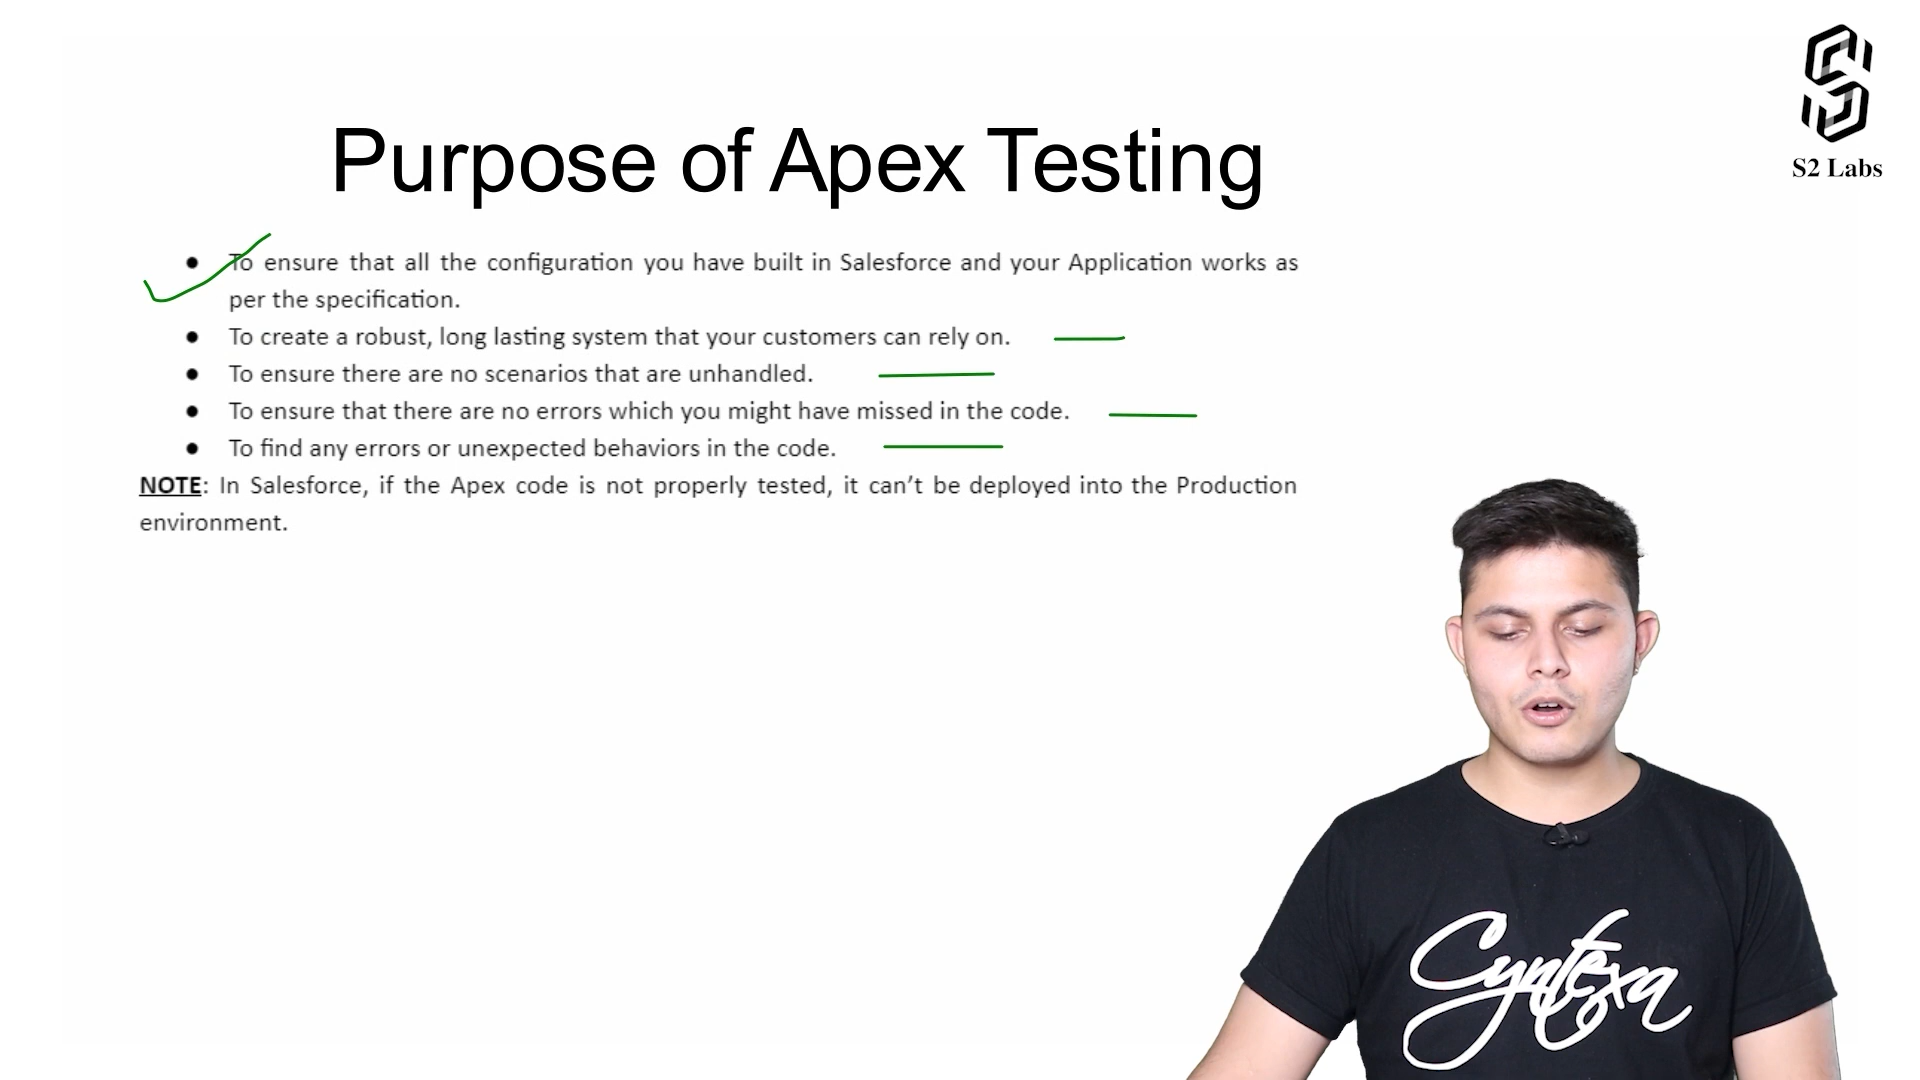 S2 Labs
Purpose of Apex Testing
● To ensure that all the configuration you have built in Salesforce and your Application works as
per the specification.
● To create a robust, long lasting system that your customers can rely on.
● To ensure there are no scenarios that are unhandled.
● To ensure that there are no errors which you might have missed in the code.
● To find any errors or unexpected behaviors in the code.
NOTE: In Salesforce, if the Apex code is not properly tested, it can’t be deployed into the Production
environment.
Cyntexa